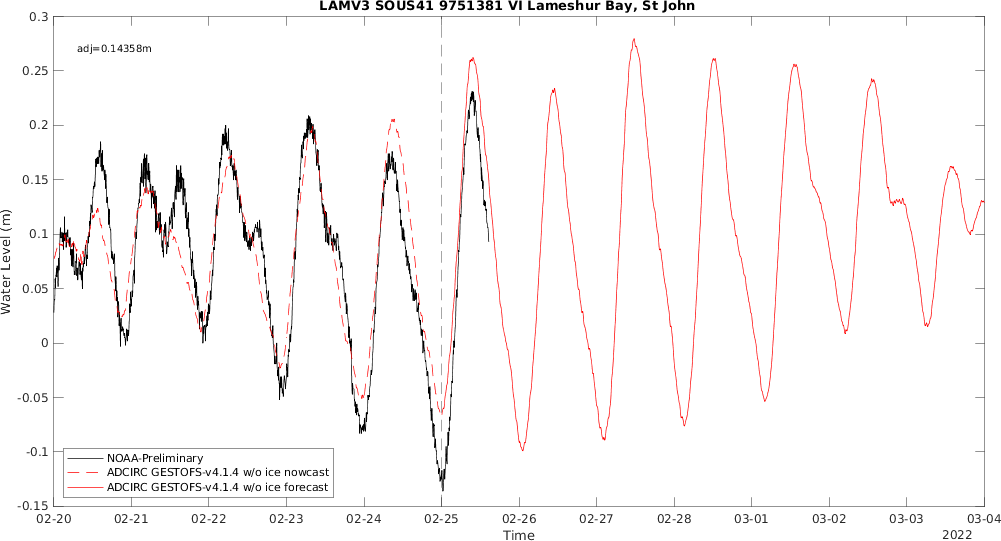 LAMV3 SOUS41 9751381 VI Lameshur Bay, St John
adj=0.14358m
0.3
0.25
0.2
0.15
0.1
0.05
0
-0.05
-0.1
-0.15
Water Level (m)
NOAA-Preliminary
ADCIRC GESTOFS-v4.1.4 w/o ice nowcast
ADCIRC GESTOFS-v4.1.4 w/o ice forecast
02-20 02-21 02-22 02-23 02-24 02-25 02-26 02-27 02-28 03-01 03-02 03-03 03-04
Time
2022